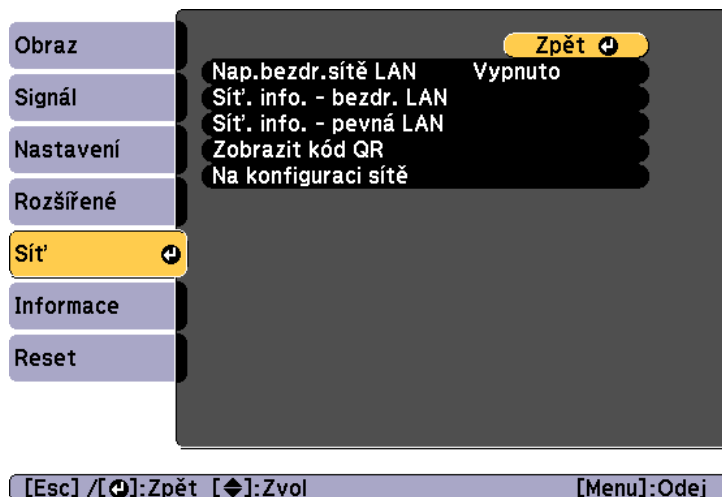 Obraz
Signál
Nastavení
Rozšířené
Síť
Informace
Reset
Zpět
Nap.bezdr.sítě LAN Vypnuto
Síť. info. - bezdr. LAN
Síť. info. - pevná LAN
Zobrazit kód QR
Na konfiguraci sítě
[Esc] /[]:Zpět []:Zvol [Menu]:Odej